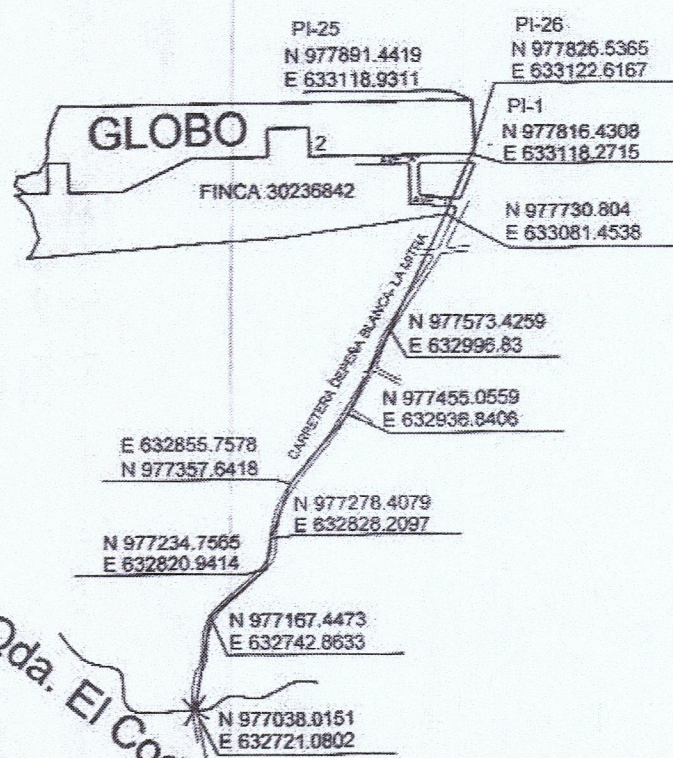 PI-25
N 977891.4419
E 633118.9311
PI-26
N 977826.5365
E 633122.6167
PI-1
N 977816.4308
E 633118.2715
GLOBO
2
FINCA 30236842
N 977730.804
E 633081.4538
CARRETERA DEPEÑA BLANCA- LA
N 977573.4259
E 632996.83
N 977455.0559
E 632936.8406
E 632855.7578
N 977357.6418
N 977278.4079
E 632828.2097
N 977234.7565
E 632820.9414
N 977167.4473
E 632742.8633
Qda. El
N 977038.0151
E 632721.0802